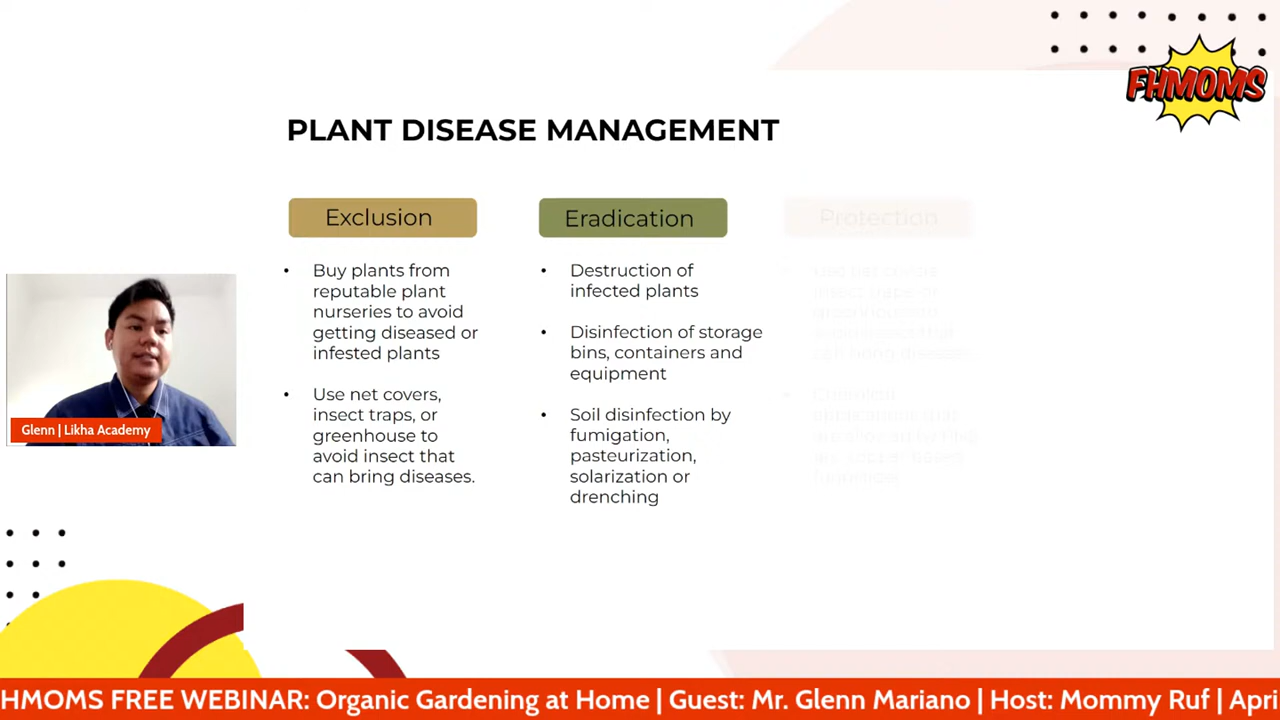 FHMOMS
PLANT DISEASE MANAGEMENT
Exclusion
• Buy plants from
reputable plant
nurseries to avoid
getting diseased or
infested plants
• Use net covers,
insect traps, or
greenhouse to
avoid insect that
can bring diseases.
Eradication
• Destruction of
infected plants
• Disinfection of storage
bins, containers and
equipment
• Soil disinfection by
fumigation,
pasteurization,
solarization or
drenching
Protection
Glenn | Likha Academy
HMOMS FREE WEBINAR: Organic Gardening at Home | Guest: Mr. Glenn Mariano | Host: Mommy Ruf | Apri